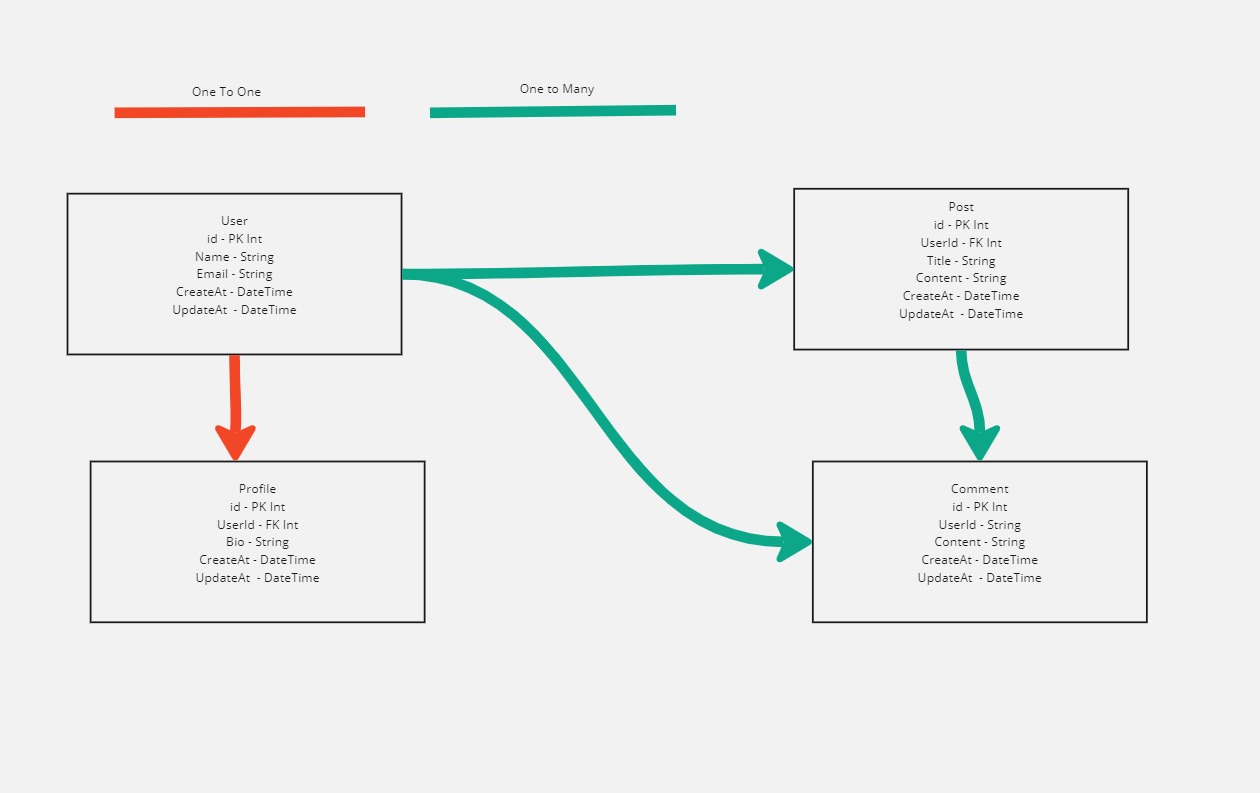 One To One
One to Many
User
id - PK Int
Name - String
Email - String
CreateAt - DateTime
UpdateAt  - DateTime
Post
id - PK Int
UserId - FK Int
Title - String
Content - String
CreateAt - DateTime
UpdateAt  - DateTime
Profile
id - PK Int
UserId - FK Int
Bio - String
CreateAt - DateTime
UpdateAt  - DateTime
Comment
id - PK Int
UserId - String
Content - String
CreateAt - DateTime
UpdateAt  - DateTime